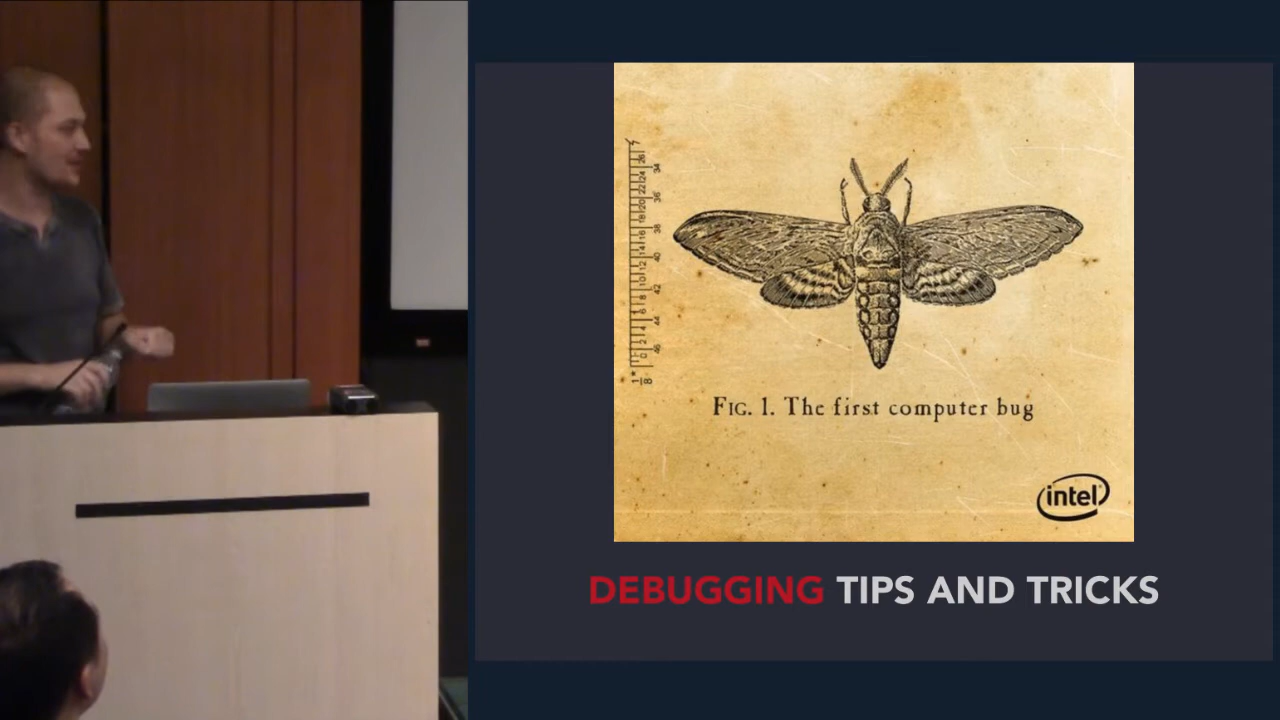 FIG. 1. The first computer bug
intel
DEBUGGING TIPS AND TRICKS